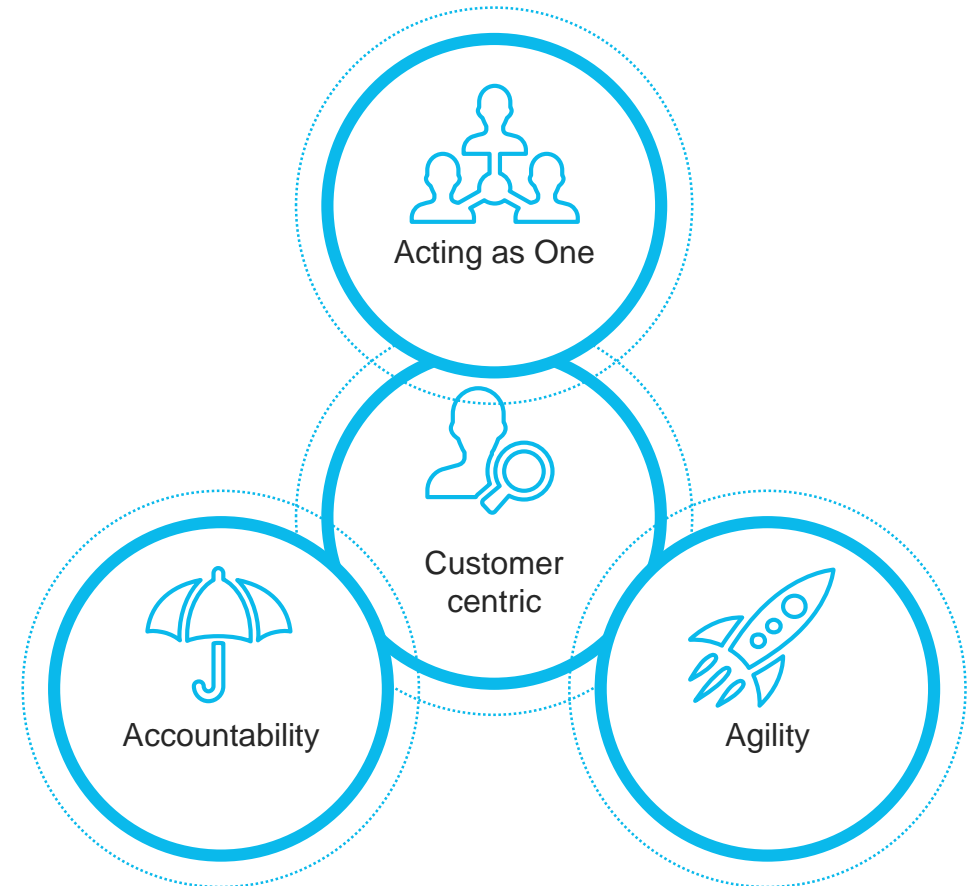 Acting as One
Customer
centric
Accountability
Agility